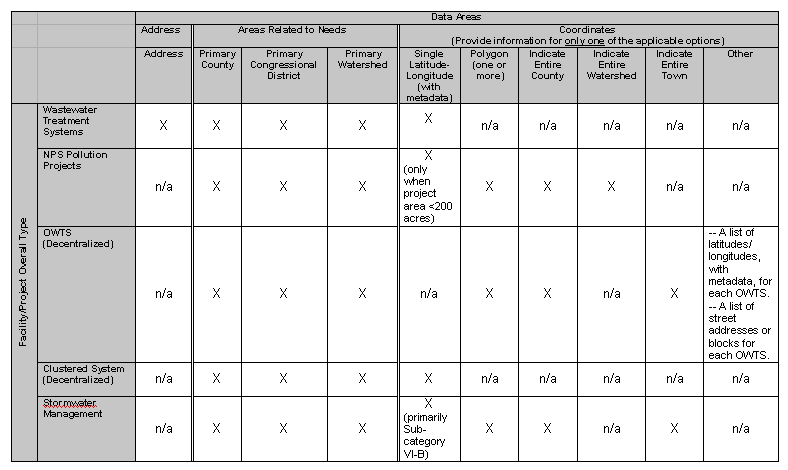 Data Areas
Address Areas Related to Needs Coordinates
(Provide information for only one of the applicable options)
Address Primary County Primary Congressional District Primary Watershed Single Latitude-Longitude (with metadata) Polygon (one or more) Indicate Entire County Indicate Entire Watershed Indicate Entire Town Other
Facility/Project Overall Type
Wastewater Treatment Systems X X X X X n/a n/a n/a n/a n/a
NPS Pollution Projects n/a X X X X (only when project area <200 acres) X X X n/a n/a
OWTS (Decentralized) n/a X X X n/a X X n/a X -- A list of latitudes/ longitudes, with metadata, for each OWTS. -- A list of street addresses or blocks for each OWTS.
Clustered System (Decentralized) n/a X X X X n/a n/a n/a n/a n/a
Stormwater Management n/a X X X X (primarily Sub-category VI-B) X X n/a X n/a